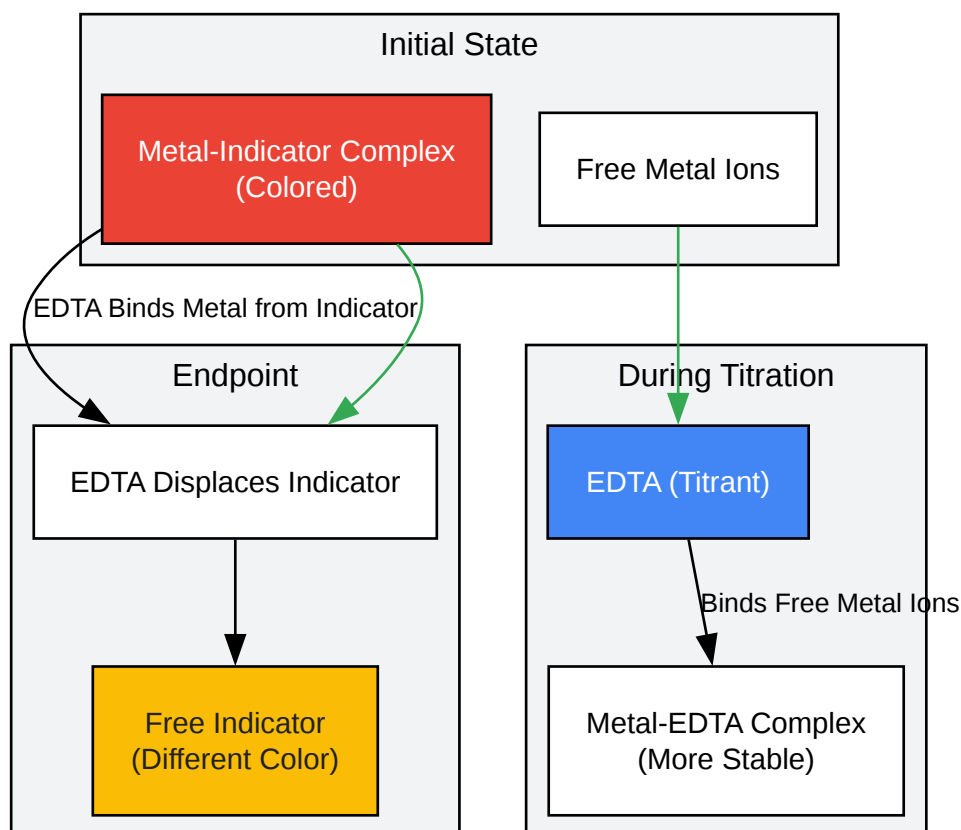 Initial State
Metal-Indicator Complex
(Colored)
Free Metal Ions
EDTA Binds Metal from Indicator
Endpoint
EDTA Displaces Indicator
Free Indicator
(Different Color)
During Titration
EDTA (Titrant)
Binds Free Metal Ions
Metal-EDTA Complex
(More Stable)